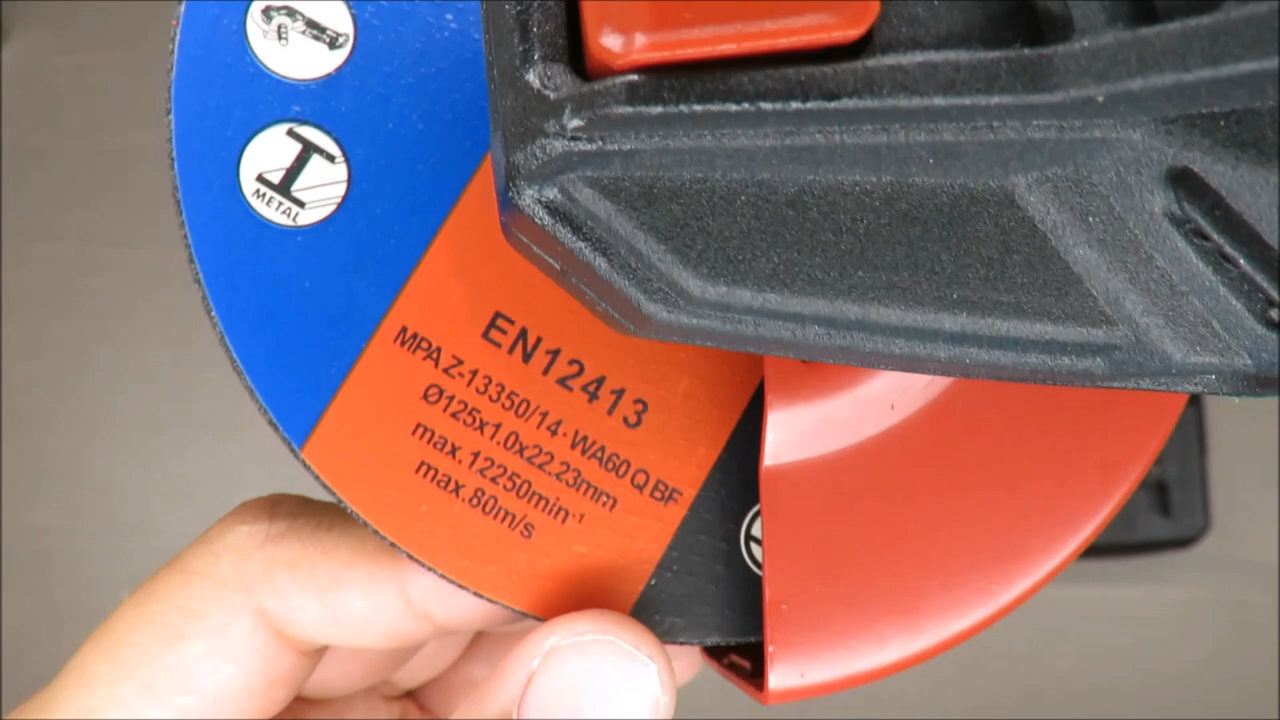 METAL
EN12413
MPA Z-13350/14·WA60 Q BF
Ø125x1.0x22.23mm
max.12250min⁻¹
max.80m/s